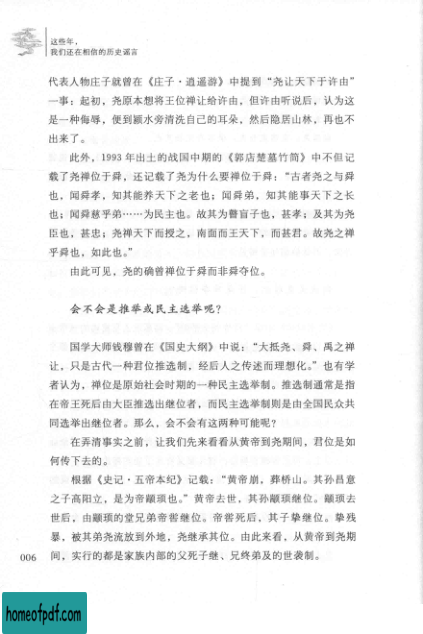 这些年，
我们还在相信的历史谣言
代表人物庄子就曾在《庄子·逍遥游》中提到“尧让天下于许由”
一事：起初，尧原本想将王位禅让给许由，但许由听说后，认为这
是一种侮辱，便到颍水旁清洗自己的耳朵，然后隐居山林，再也不
出来了。
此外，1993 年出土的战国中期的《郭店楚墓竹简》中不但记
载了尧禅位于舜，还记载了尧为什么要禅位于舜：“古者尧之与舜
也，闻舜孝，知其能养天下之老也；闻舜弟，知其能事天下之长
也；闻舜慈乎弟……为民主也。故其为瞽盲子也，甚孝；及其为尧
臣也，甚忠；尧禅天下而授之，南面而王天下，而甚君。故尧之禅
乎舜也，如此也。”
由此可见，尧的确曾禅位于舜而非舜夺位。
会不会是推举或民主选举呢？
国学大师钱穆曾在《国史大纲》中说：“大抵尧、舜、禹之禅
让，只是古代一种君位推选制，经后人之传述而理想化。”也有学
者认为，禅位是原始社会时期的一种民主选举制。推选制通常是指
在帝王死后由大臣推选出继位者，而民主选举制则是由全国民众共
同选举出继位者。那么，会不会有这两种可能呢？
在弄清事实之前，让我们先来看看从黄帝到尧期间，君位是如
何传下去的。
根据《史记·五帝本纪》记载：“黄帝崩，葬桥山。其孙昌意
之子高阳立，是为帝颛顼也。”黄帝去世，其孙颛顼继位。颛顼去
世后，由颛顼的堂兄弟帝喾继位。帝喾死后，其子挚继位。挚残
暴，被其弟尧流放到外地，尧继承其位。由此来看，从黄帝到尧期
间，实行的都是家族内部的父死子继、兄终弟及的世袭制。
006
homeofpdf.com